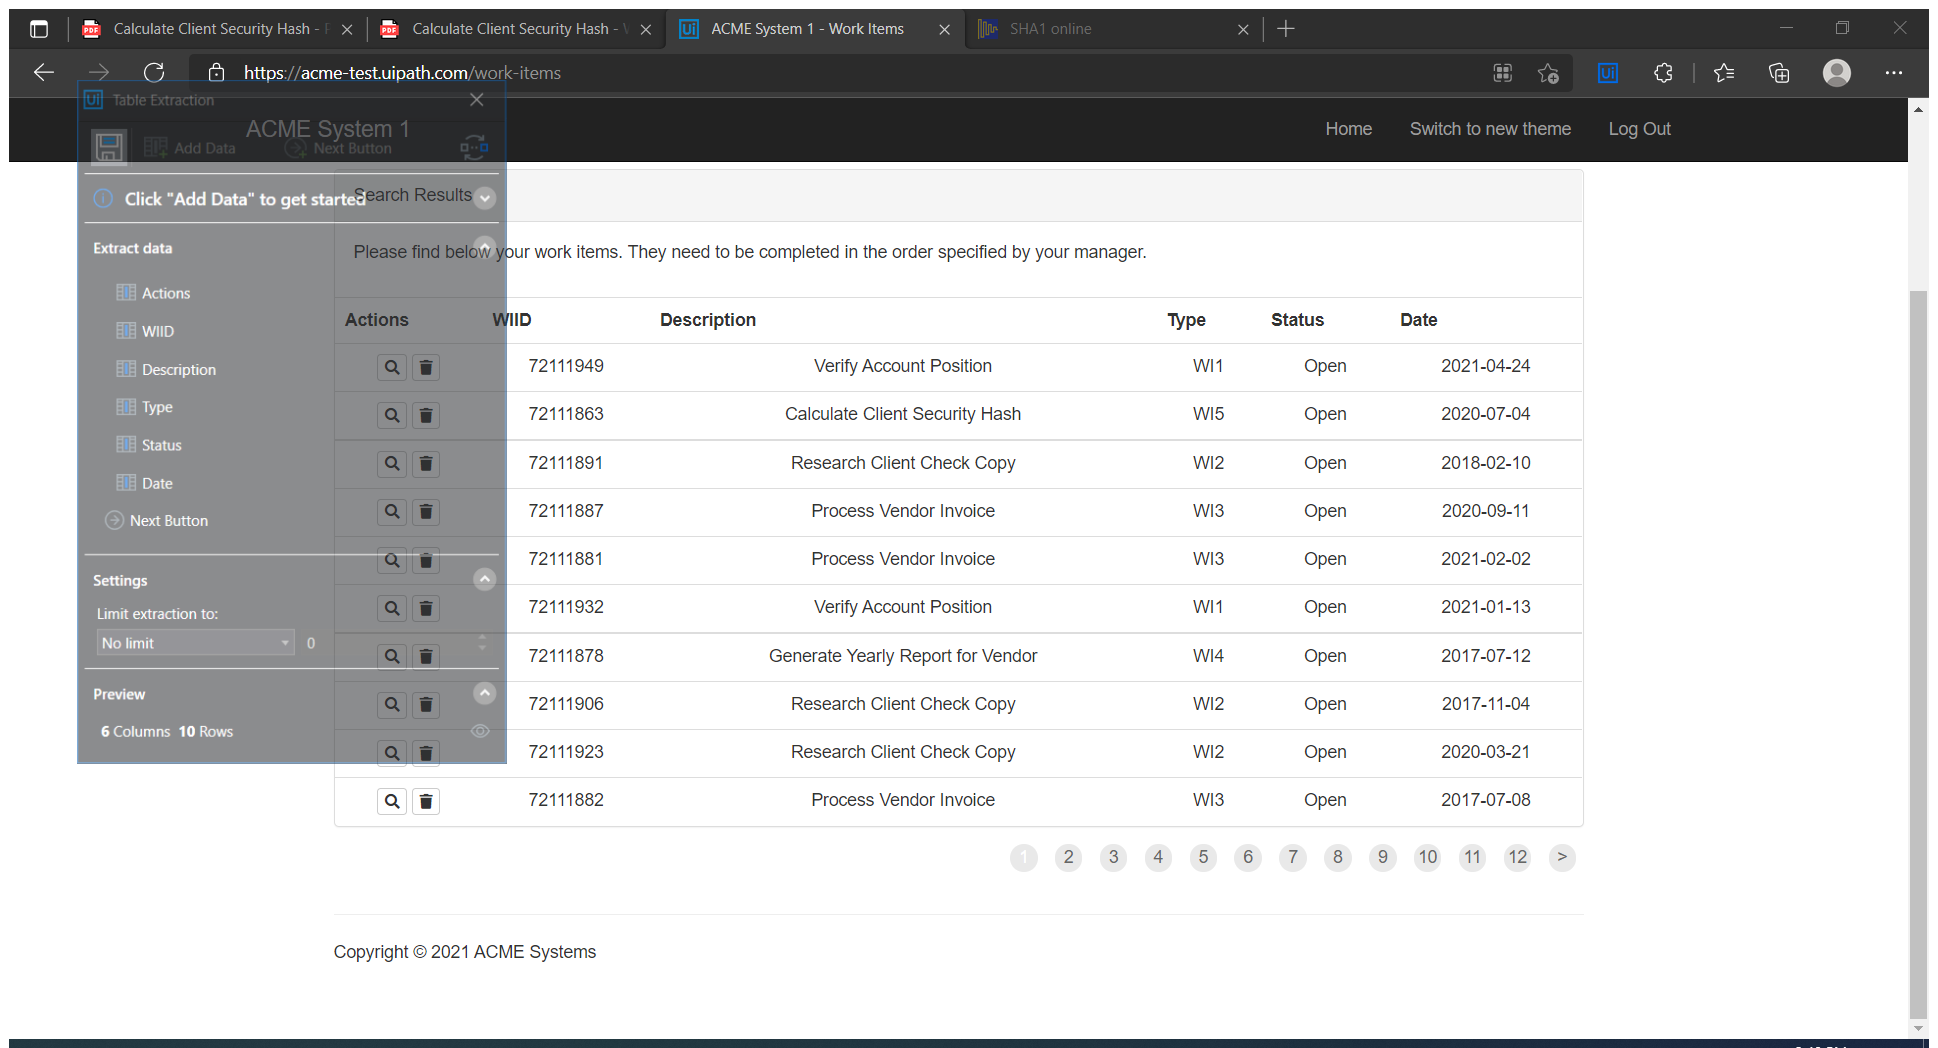 Calculate Client Security Hash -
Calculate Client Security Hash -
ACME System 1 - Work Items
SHA1 online
https://acme-test.uipath.com/work-items
Table Extraction
ACME System 1
Home Switch to new theme Log Out
Add Data Next Button
Click "Add Data" to get started
Search Results
Extract data
Please find below your work items. They need to be completed in the order specified by your manager.
Actions
WIID
Description
Type
Status
Date
Next Button
Settings
Limit extraction to:
No limit 0
Preview
6 Columns 10 Rows
Actions WIID Description Type Status Date
72111949 Verify Account Position WI1 Open 2021-04-24
72111863 Calculate Client Security Hash WI5 Open 2020-07-04
72111891 Research Client Check Copy WI2 Open 2018-02-10
72111887 Process Vendor Invoice WI3 Open 2020-09-11
72111881 Process Vendor Invoice WI3 Open 2021-02-02
72111932 Verify Account Position WI1 Open 2021-01-13
72111878 Generate Yearly Report for Vendor WI4 Open 2017-07-12
72111906 Research Client Check Copy WI2 Open 2017-11-04
72111923 Research Client Check Copy WI2 Open 2020-03-21
72111882 Process Vendor Invoice WI3 Open 2017-07-08
1 2 3 4 5 6 7 8 9 10 11 12 >
Copyright © 2021 ACME Systems